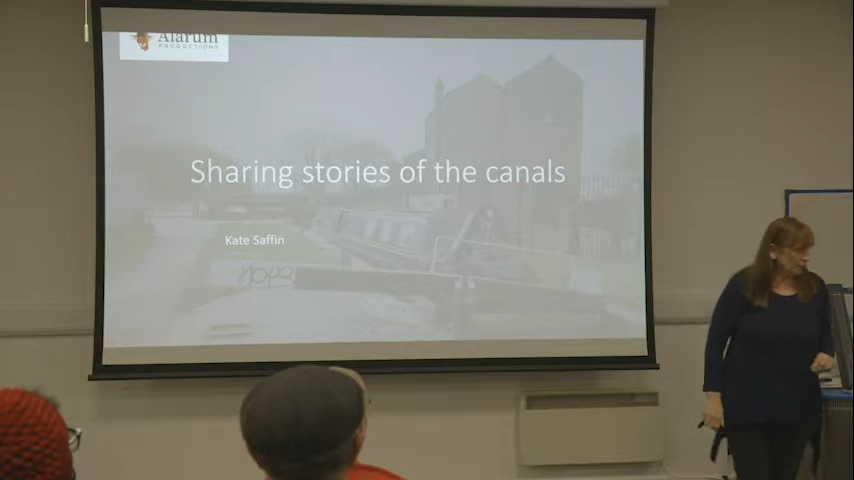 Alarum
PRODUCTIONS
Sharing stories of the canals
Kate Saffin